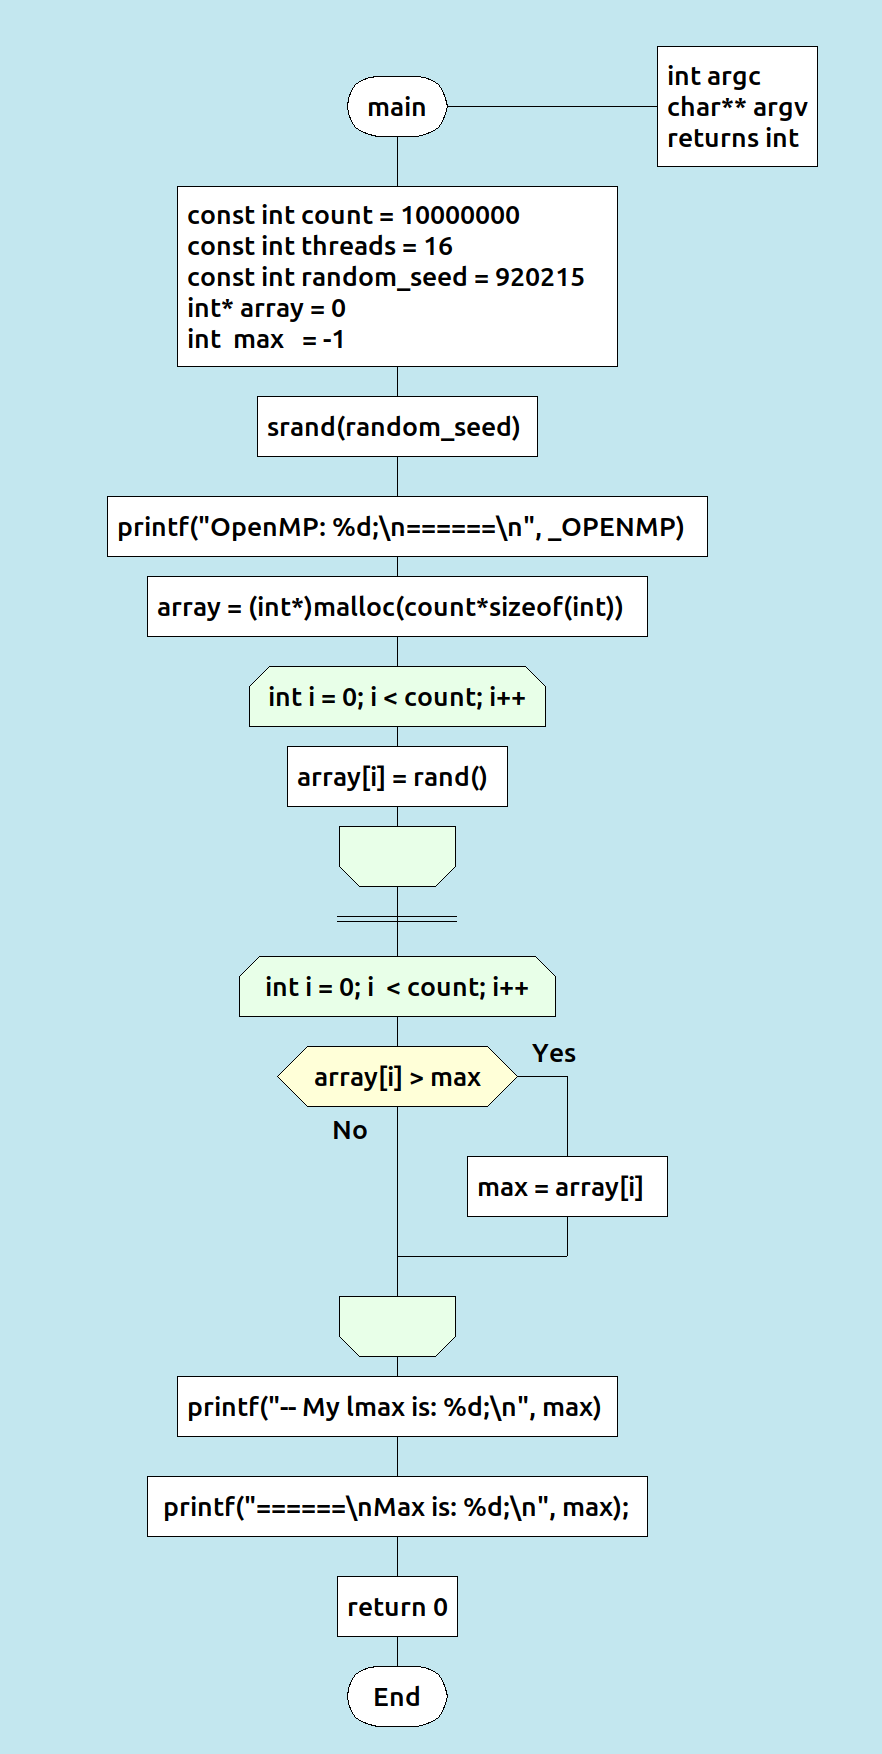 main
int argc
char** argv
returns int
const int count = 10000000
const int threads = 16
const int random_seed = 920215
int* array = 0
int  max   = -1
srand(random_seed)
printf("OpenMP: %d;\n======\n", _OPENMP)
array = (int*)malloc(count*sizeof(int))
int i = 0; i < count; i++
array[i] = rand()
int i = 0; i  < count; i++
array[i] > max
Yes
No
max = array[i]
printf("-- My lmax is: %d;\n", max)
printf("======\nMax is: %d;\n", max);
return 0
End